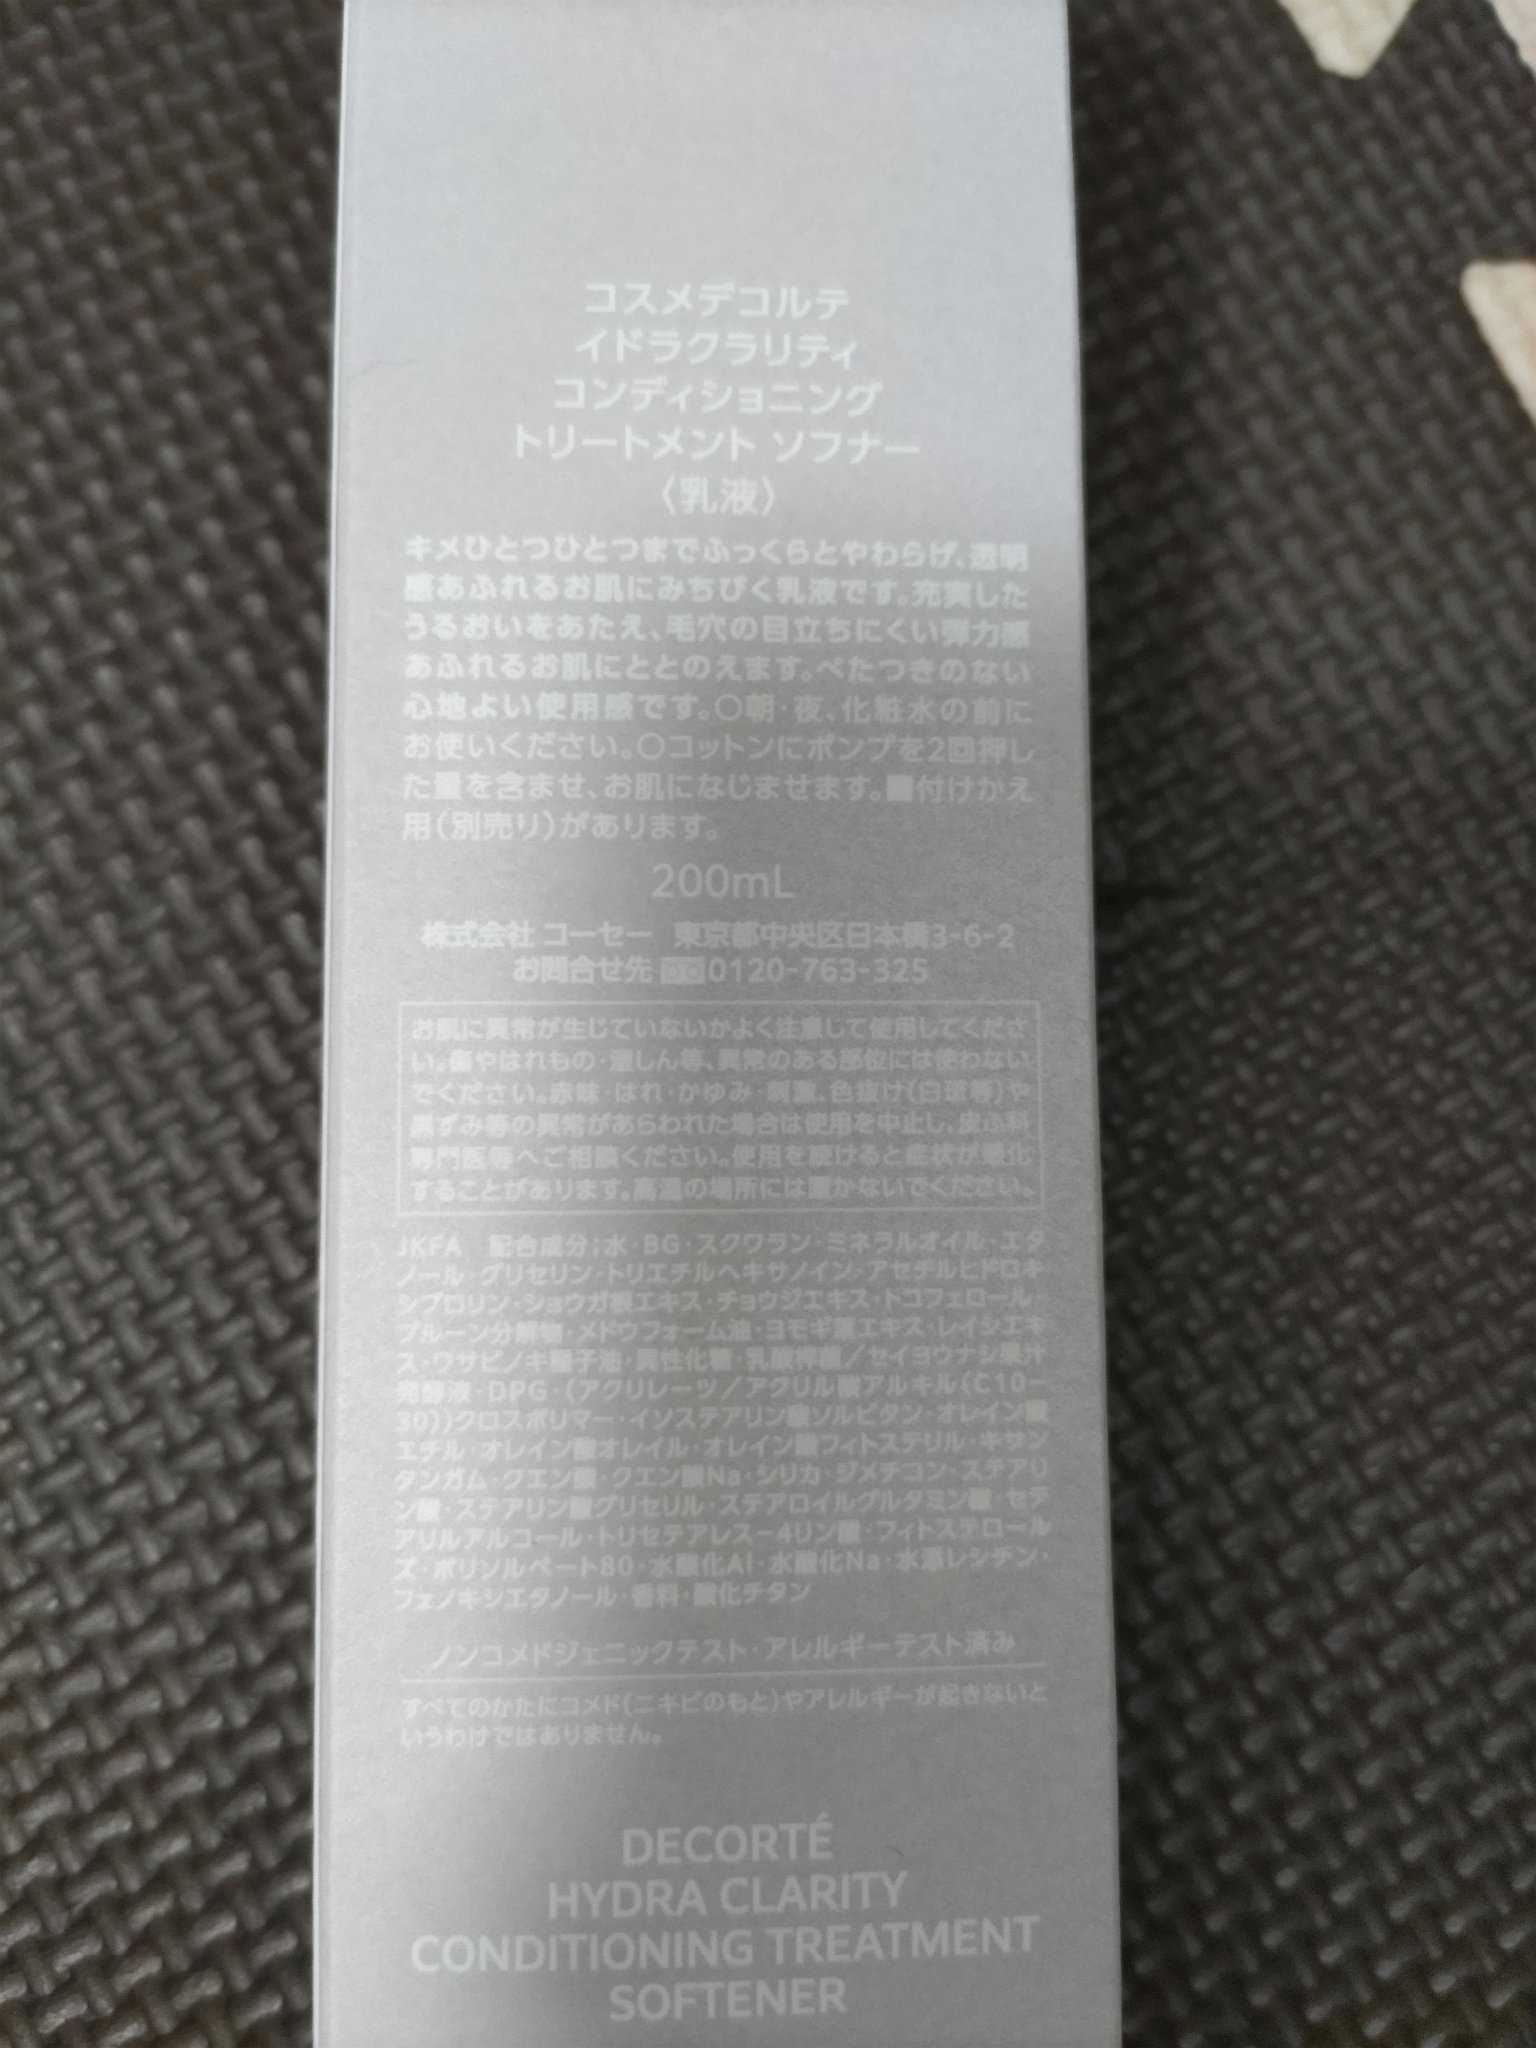 コスメデコルテ
イドラクラリティ
コンディショニング
トリートメント ソフナー
〈乳液〉
キメひとつひとつまでふっくらとやわらげ、透明
感あふれるお肌にみちびく乳液です。充実した
うるおいをあたえ、毛穴の目立ちにくい弾力感
あふれるお肌にととのえます。べたつきのない
心地よい使用感です。○朝・夜、化粧水の前に
お使いください。○コットンにポンプを2回押し
た量を含ませ、お肌になじませます。■付けかえ
用(別売り)があります。
200mL
株式会社 コーセー 東京都中央区日本橋3-6-2
お問合せ先 0120-763-325
お肌に異常が生じていないかよく注意して使用してくださ
い。傷やはれもの・湿しん等、異常のある部位には使わない
でください。赤味・はれ・かゆみ・刺激、色抜け(白斑等)や
黒ずみ等の異常があらわれた場合は使用を中止し、皮ふ科
専門医等へご相談ください。使用を続けると症状が悪化
することがあります。高温の場所には置かないでください。
JKFA 配合成分;水・BG・スクワラン・ミネラルオイル・エタ
ノール・グリセリン・トリエチルヘキサノイン・アセチルヒドロキ
シプロリン・ショウガ根エキス・チョウジエキス・トコフェロール・
プルーン分解物・メドウフォーム油・ヨモギ葉エキス・レイシエキ
ス・ワサビノキ種子油・異性化糖・乳酸桿菌／セイヨウナシ果汁
発酵液・DPG・(アクリレーツ／アクリル酸アルキル(C10-
30))クロスポリマー・イソステアリン酸ソルビタン・オレイン酸
エチル・オレイン酸オレイル・オレイン酸フィトステリル・キサン
タンガム・クエン酸・クエン酸Na・シリカ・ジメチコン・ステアリ
ン酸・ステアリン酸グリセリル・ステアロイルグルタミン酸・セテ
アリルアルコール・トリセテアレス-4リン酸・フィトステロール
ズ・ポリソルベート80・水酸化Al・水酸化Na・水添レシチン・
フェノキシエタノール・香料・酸化チタン
ノンコメドジェニックテスト・アレルギーテスト済み
すべてのかたにコメド(ニキビのもと)やアレルギーが起きないと
いうわけではありません。
DECORTÉ
HYDRA CLARITY
CONDITIONING TREATMENT
SOFTENER